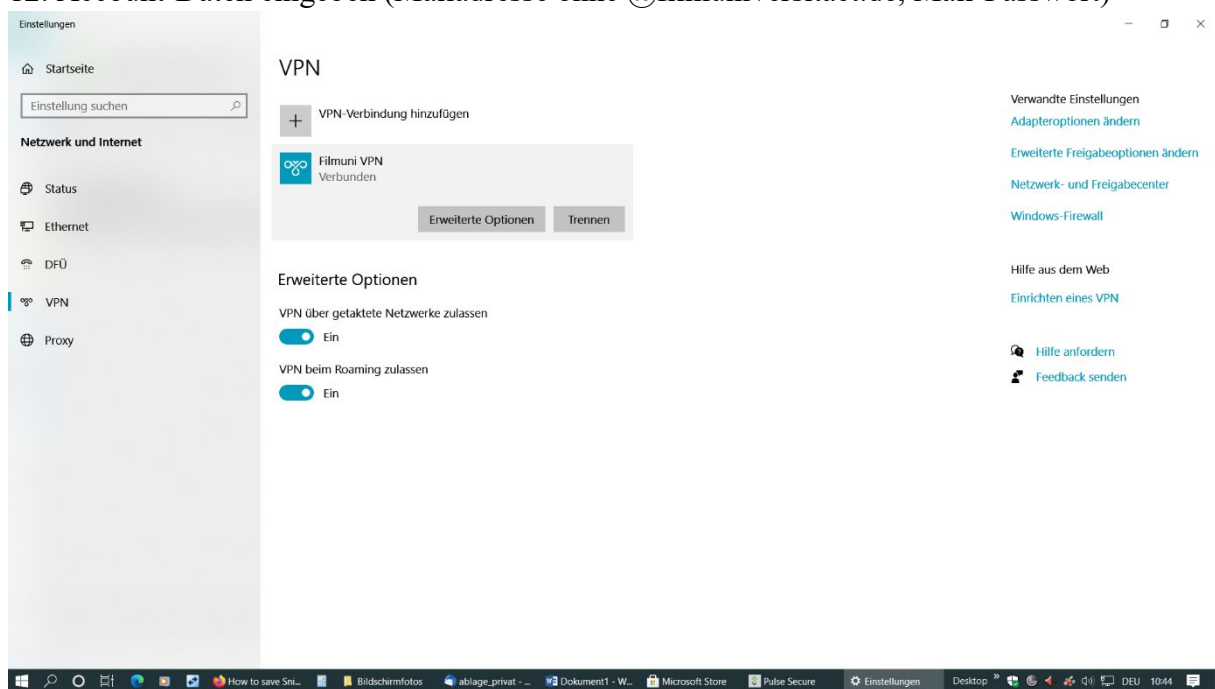 Einstellungen
Startseite
Einstellung suchen
Netzwerk und Internet
Status
Ethernet
DFÜ
VPN
Proxy
VPN
VPN-Verbindung hinzufügen
Filmuni VPN
Verbunden
Erweiterte Optionen Trennen
Erweiterte Optionen
VPN über getaktete Netzwerke zulassen
Ein
VPN beim Roaming zulassen
Ein
Verwandte Einstellungen
Adapteroptionen ändern
Erweiterte Freigabeoptionen ändern
Netzwerk- und Freigabecenter
Windows-Firewall
Hilfe aus dem Web
Einrichten eines VPN
Hilfe anfordern
Feedback senden
How to save Sni... Bildschirmfotos ablage_privat - ... Dokument1 - W... Microsoft Store Pulse Secure Einstellungen Desktop » DEU 10:44